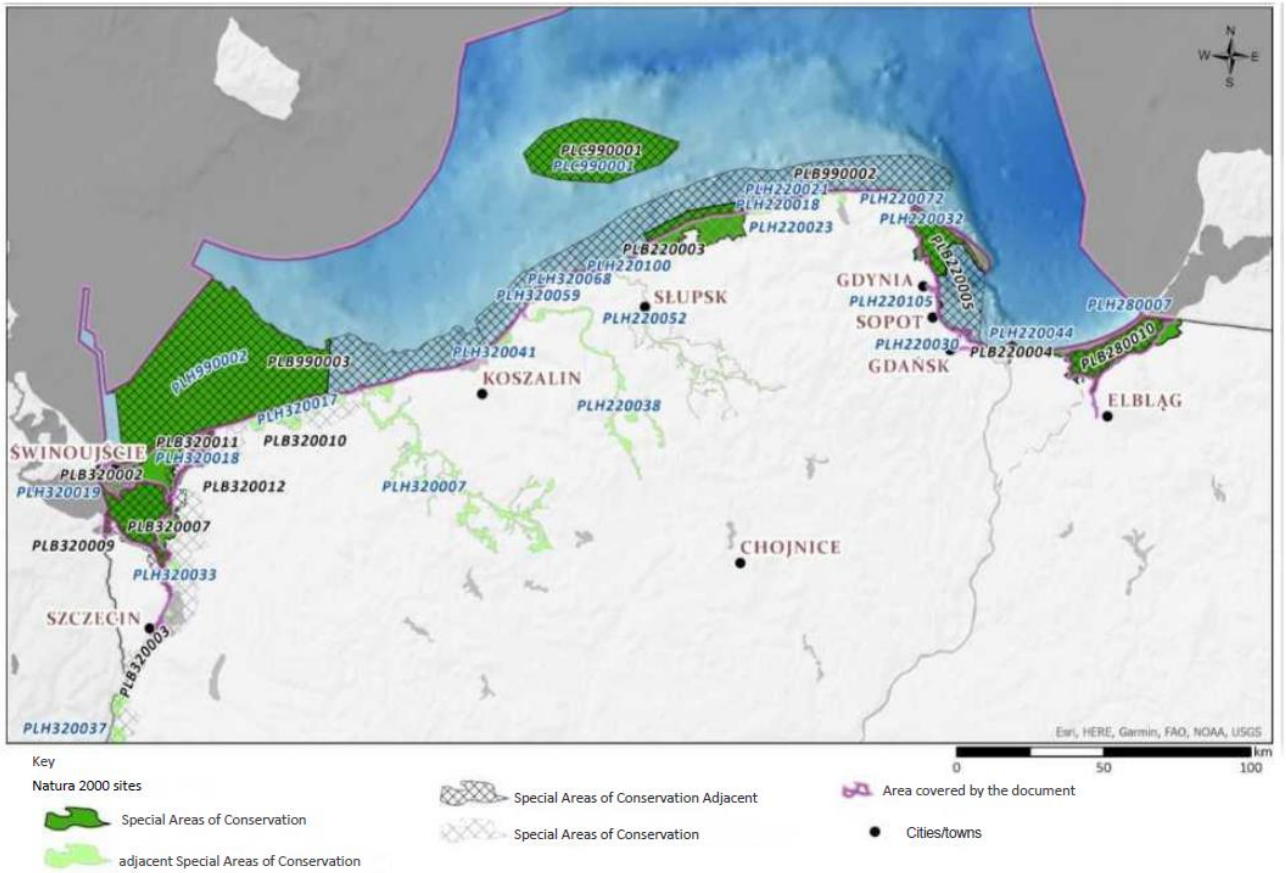 N
W E
S
PLC990001
PLC990001
PLB990002
PLH220021
PLH220018
PLH220072
PLH220032
PLH220023
PLB220003
PLB220005
PLH220100
PLH320068
PLH320059
GDYNIA
SŁUPSK
PLH220105
PLH280007
PLH220052
SOPOT
PLH220044
PLH220030
PLB220004
PLB280010
GDAŃSK
PLH320041
PLB990003
PLH990002
KOSZALIN
ELBLĄG
PLH320017
PLH220038
PLB320011
PLB320010
ŚWINOUJŚCIE
PLH320018
PLB320002
PLH320019
PLB320012
PLH320007
PLB320007
PLB320009
CHOJNICE
PLH320033
SZCZECIN
PLB320003
PLH320037
Esri, HERE, Garmin, FAO, NOAA, USGS
km
0 50 100
Key
Natura 2000 sites
Special Areas of Conservation
adjacent Special Areas of Conservation
Special Areas of Conservation Adjacent
Special Areas of Conservation
Area covered by the document
Cities/towns